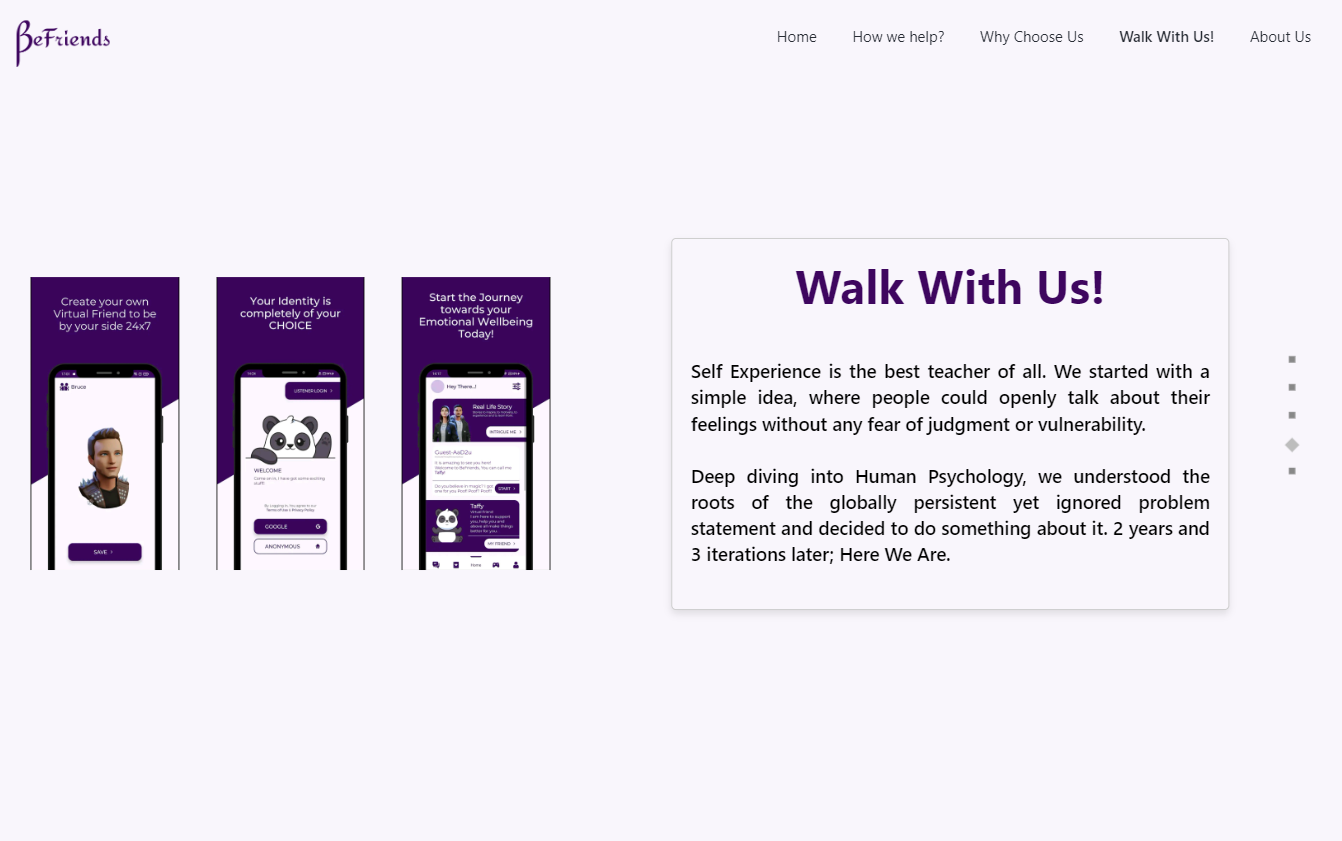 BeFriends
Home
How we help?
Why Choose Us
Walk With Us!
About Us
Create your own
Virtual Friend to be
by your side 24x7
Bruce
SAVE
Your Identity is
completely of your
CHOICE
LISTENER LOGIN
WELCOME
GOOGLE
ANONYMOUS
Start the Journey
towards your
Emotional Wellbeing
Today!
Hey There..!
Real Life Story
INTRIGUE ME
START
Taffy
MY FRIEND
Home
Walk With Us!
Self Experience is the best teacher of all. We started with a
simple idea, where people could openly talk about their
feelings without any fear of judgment or vulnerability.
Deep diving into Human Psychology, we understood the
roots of the globally persistent yet ignored problem
statement and decided to do something about it. 2 years and
3 iterations later; Here We Are.